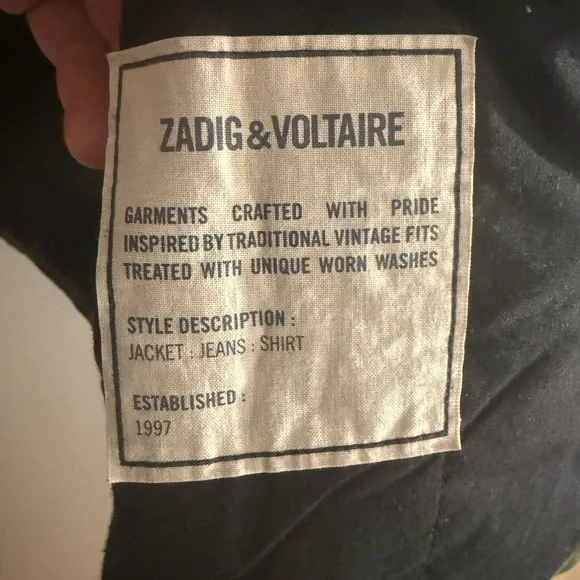 ZADIG&VOLTAIRE
GARMENTS CRAFTED WITH PRIDE
INSPIRED BY TRADITIONAL VINTAGE FITS
TREATED WITH UNIQUE WORN WASHES
STYLE DESCRIPTION :
JACKET : JEANS : SHIRT
ESTABLISHED :
1997